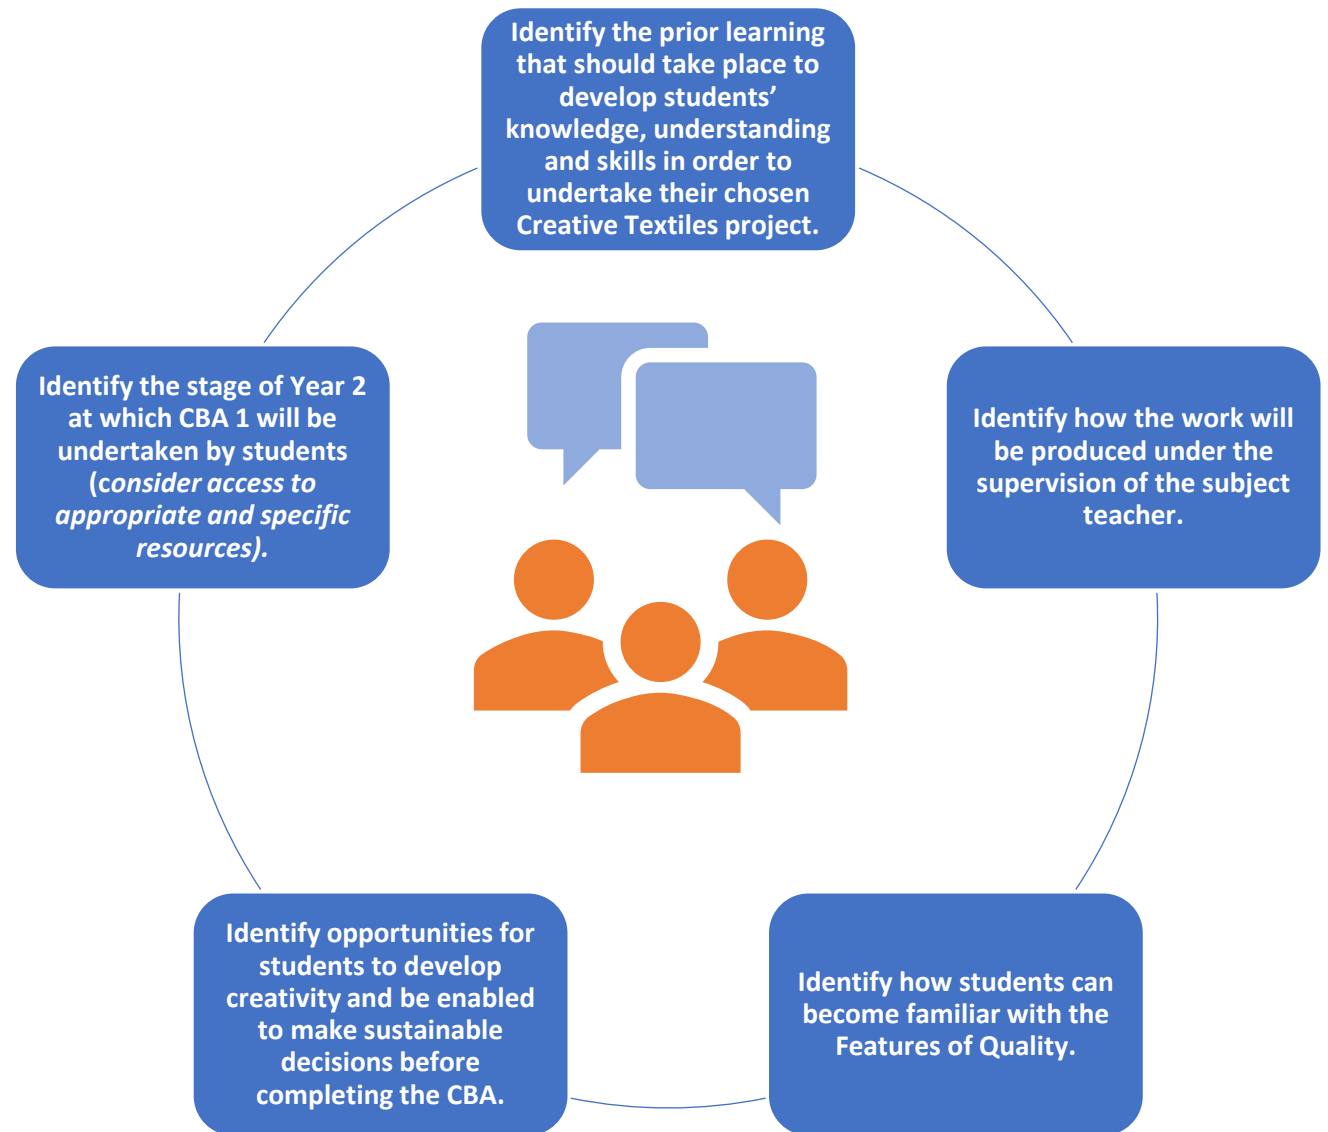 Identify the prior learning
that should take place to
develop students’
knowledge, understanding
and skills in order to
undertake their chosen
Creative Textiles project.
Identify how the work will
be produced under the
supervision of the subject
teacher.
Identify how students can
become familiar with the
Features of Quality.
Identify opportunities for
students to develop
creativity and be enabled
to make sustainable
decisions before
completing the CBA.
Identify the stage of Year 2
at which CBA 1 will be
undertaken by students
(consider access to
appropriate and specific
resources).